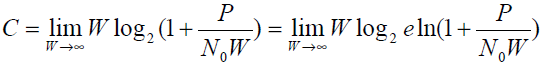 C = lim_{W→∞} W log₂ (1 + P / N₀W) = lim_{W→∞} W log₂ e ln(1 + P / N₀W)